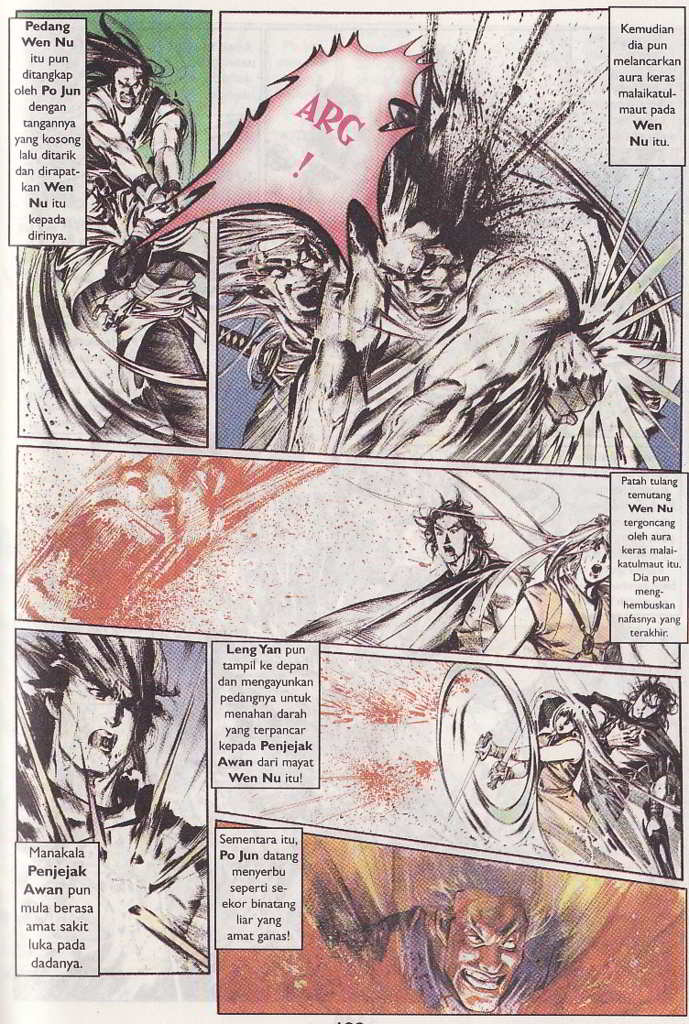 Pedang
Wen Nu
itu pun
ditangkap
oleh Po Jun
dengan
tangannya
yang kosong
lalu ditarik
dan dirapat-
kan Wen
Nu itu
kepada
dirinya.
ARG
!
Kemudian
dia pun
melancarkan
aura keras
malaikatul-
maut pada
Wen
Nu itu.
Patah tulang
temutang
Wen Nu
tergoncang
oleh aura
keras malai-
katulmaut itu.
Dia pun
meng-
hembuskan
nafasnya yang
terakhir.
Leng Yan pun
tampil ke depan
dan mengayunkan
pedangnya untuk
menahan darah
yang terpancar
kepada Penjejak
Awan dari mayat
Wen Nu itu!
Manakala
Penjejak
Awan pun
mula berasa
amat sakit
luka pada
dadanya.
Sementara itu,
Po Jun datang
menyerbu
seperti se-
ekor binatang
liar yang
amat ganas!